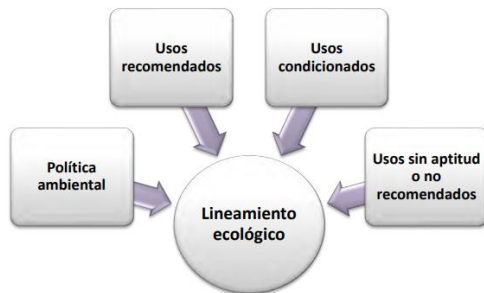 Usos
recomendados
Usos
condicionados
Política
ambiental
Usos sin aptitud
o no
recomendados
Lineamiento
ecológico